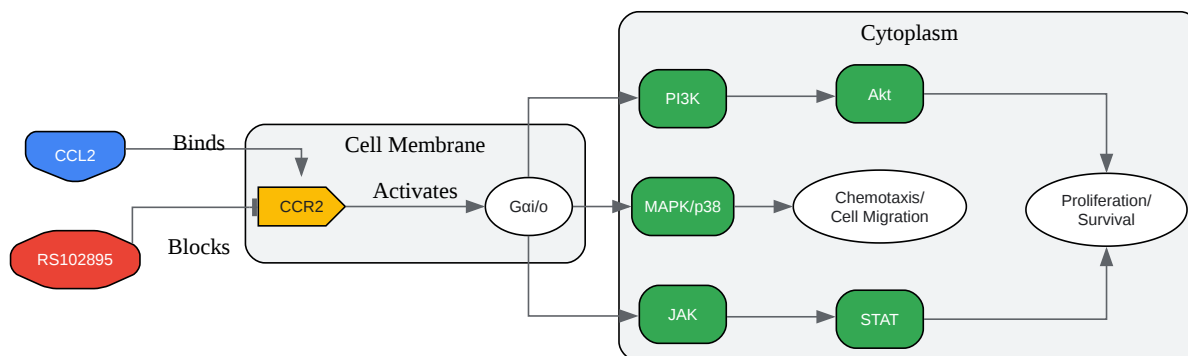 Cytoplasm
PI3K
Akt
Binds
Cell Membrane
CCL2
Activates
CCR2
Gαi/o
MAPK/p38
Chemotaxis/
Cell Migration
Proliferation/
Survival
Blocks
RS102895
JAK
STAT